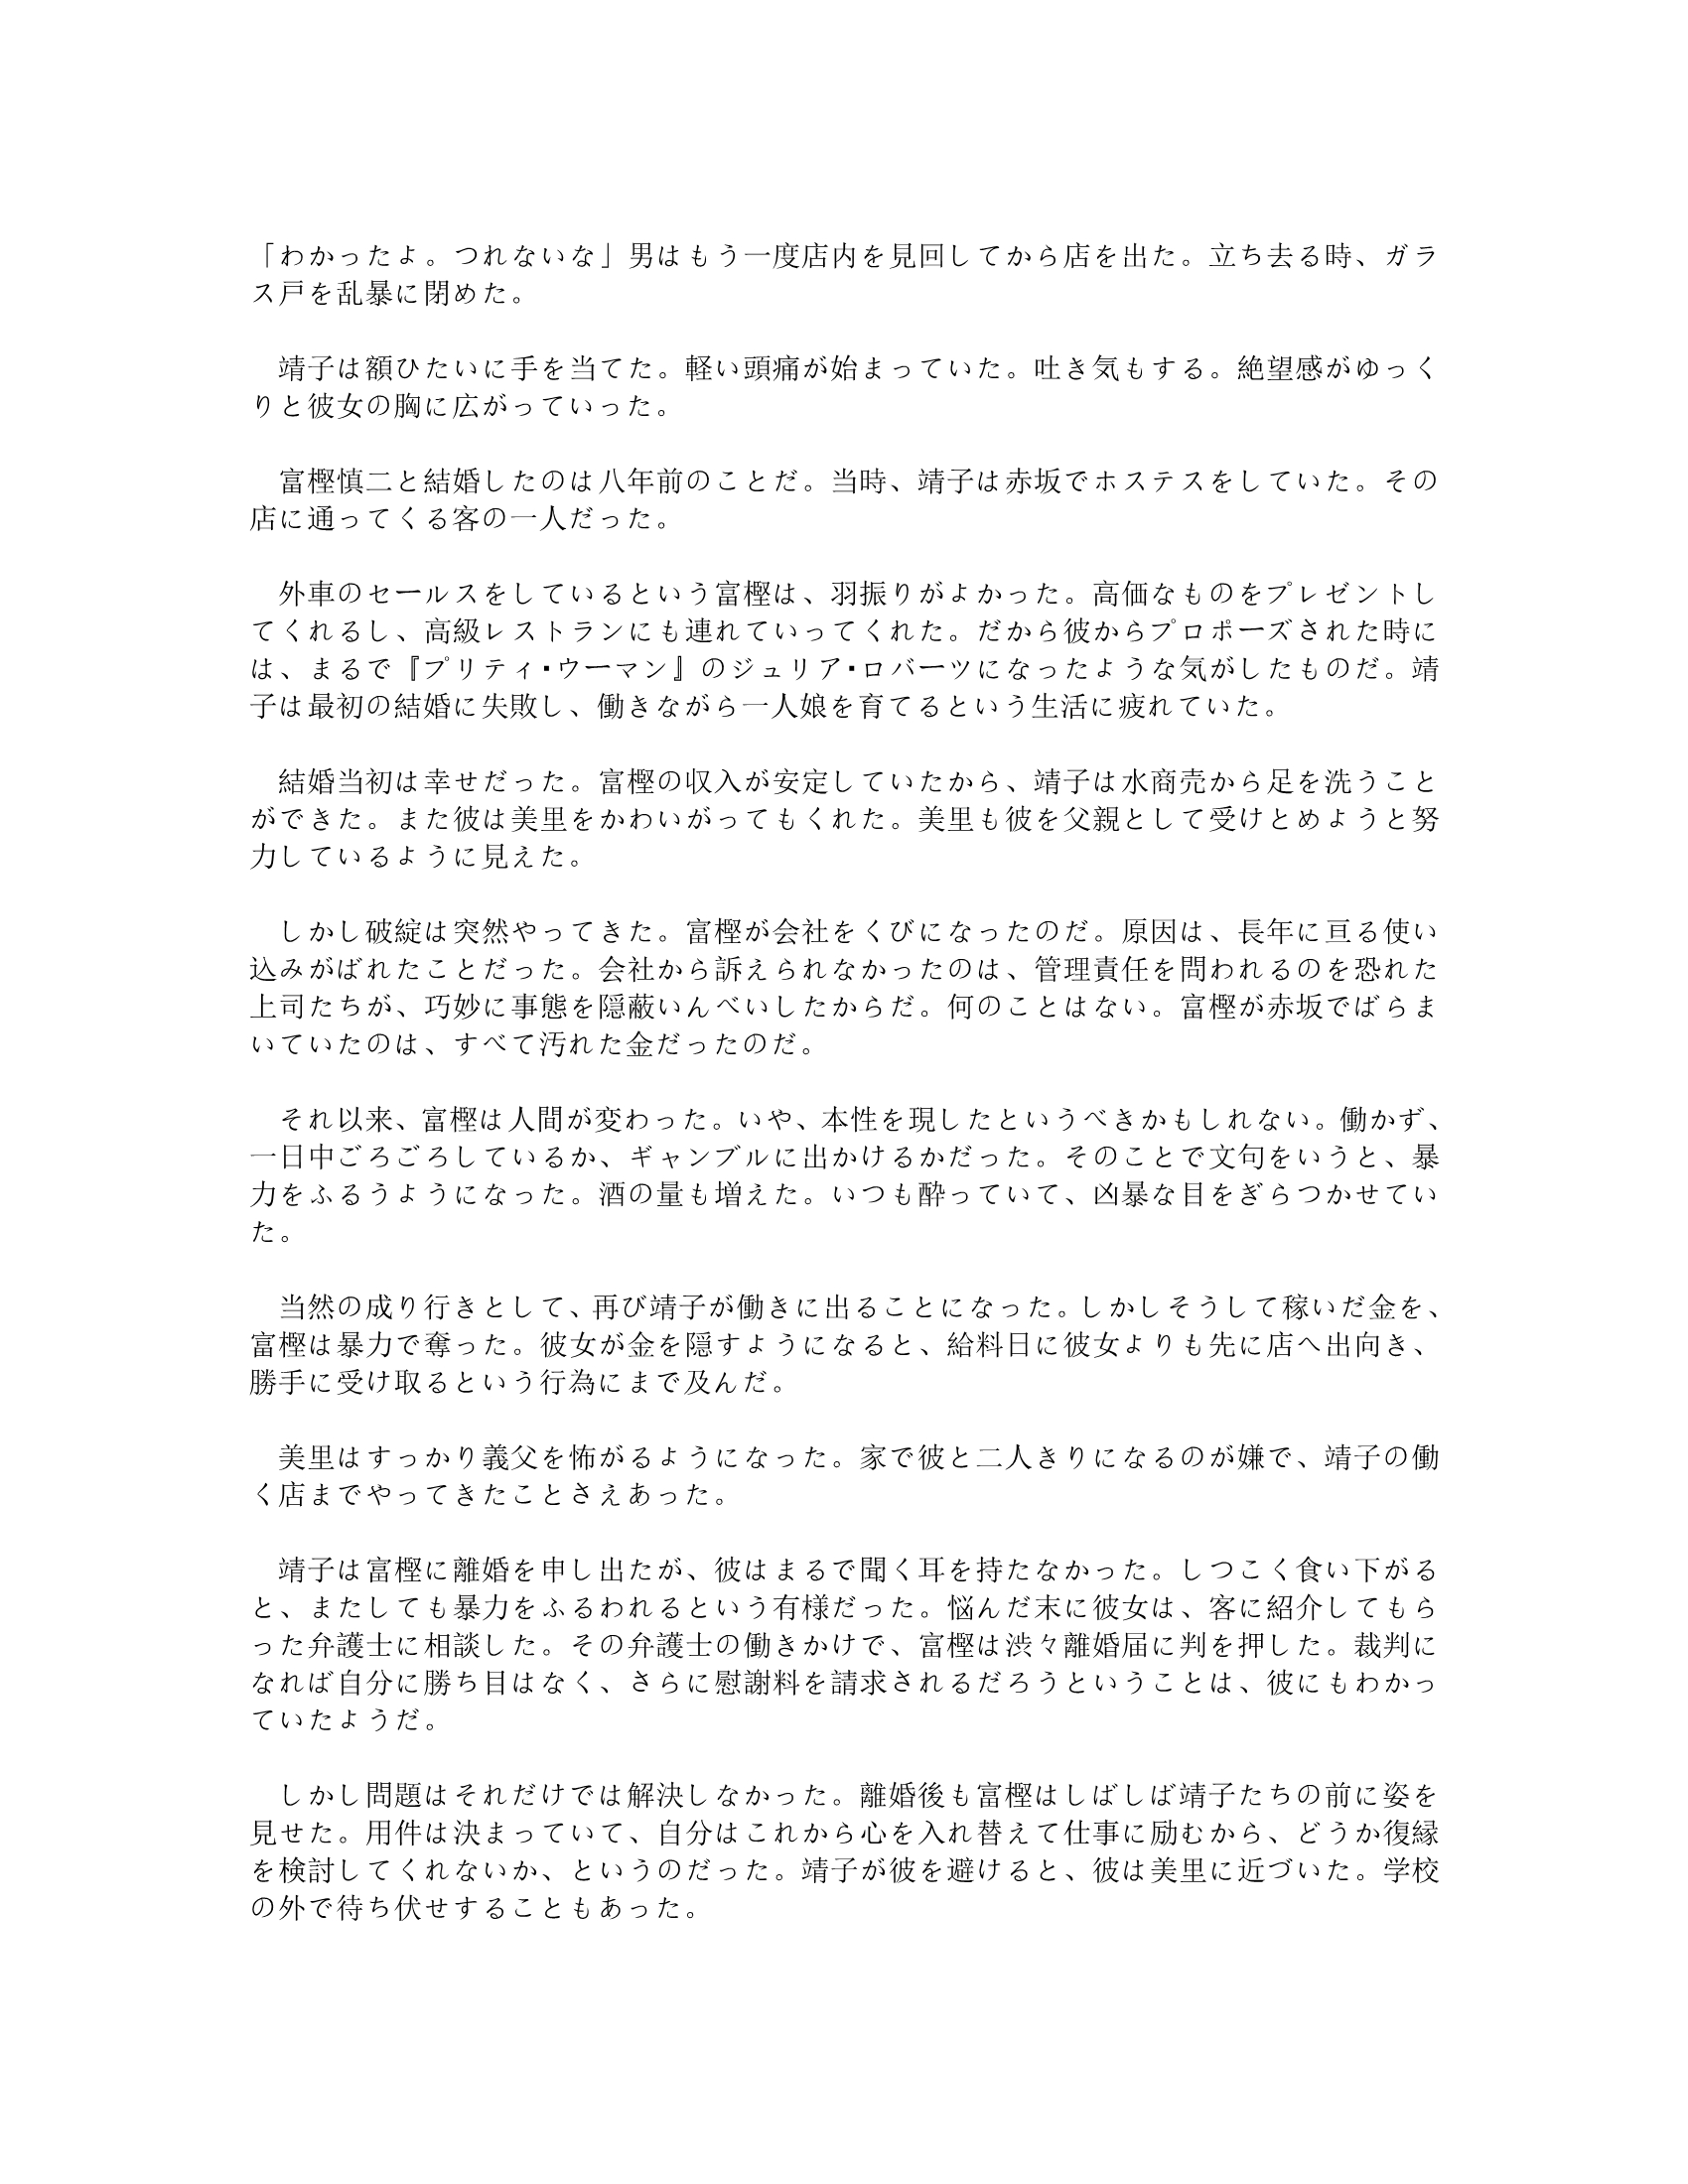 「わかったよ。つれないな」男はもう一度店内を見回してから店を出た。立ち去る時、ガラ
ス戸を乱暴に閉めた。
靖子は額ひたいに手を当てた。軽い頭痛が始まっていた。吐き気もする。絶望感がゆっく
りと彼女の胸に広がっていった。
富樫慎二と結婚したのは八年前のことだ。当時、靖子は赤坂でホステスをしていた。その
店に通ってくる客の一人だった。
外車のセールスをしているという富樫は、羽振りがよかった。高価なものをプレゼントし
てくれるし、高級レストランにも連れていってくれた。だから彼からプロポーズされた時に
は、まるで『プリティ・ウーマン』のジュリア・ロバーツになったような気がしたものだ。靖
子は最初の結婚に失敗し、働きながら一人娘を育てるという生活に疲れていた。
結婚当初は幸せだった。富樫の収入が安定していたから、靖子は水商売から足を洗うこと
ができた。また彼は美里をかわいがってもくれた。美里も彼を父親として受けとめようと努
力しているように見えた。
しかし破綻は突然やってきた。富樫が会社をくびになったのだ。原因は、長年に亘る使い
込みがばれたことだった。会社から訴えられなかったのは、管理責任を問われるのを恐れた
上司たちが、巧妙に事態を隠蔽いんぺいしたからだ。何のことはない。富樫が赤坂でばらま
いていたのは、すべて汚れた金だったのだ。
それ以来、富樫は人間が変わった。いや、本性を現したというべきかもしれない。働かず、
一日中ごろごろしているか、ギャンブルに出かけるかだった。そのことで文句をいうと、暴
力をふるうようになった。酒の量も増えた。いつも酔っていて、凶暴な目をぎらつかせてい
た。
当然の成り行きとして、再び靖子が働きに出ることになった。しかしそうして稼いだ金を、
富樫は暴力で奪った。彼女が金を隠すようになると、給料日に彼女よりも先に店へ出向き、
勝手に受け取るという行為にまで及んだ。
美里はすっかり義父を怖がるようになった。家で彼と二人きりになるのが嫌で、靖子の働
く店までやってきたことさえあった。
靖子は富樫に離婚を申し出たが、彼はまるで聞く耳を持たなかった。しつこく食い下がる
と、またしても暴力をふるわれるという有様だった。悩んだ末に彼女は、客に紹介してもら
った弁護士に相談した。その弁護士の働きかけで、富樫は渋々離婚届に判を押した。裁判に
なれば自分に勝ち目はなく、さらに慰謝料を請求されるだろうということは、彼にもわかっ
ていたようだ。
しかし問題はそれだけでは解決しなかった。離婚後も富樫はしばしば靖子たちの前に姿を
見せた。用件は決まっていて、自分はこれから心を入れ替えて仕事に励むから、どうか復縁
を検討してくれないか、というのだった。靖子が彼を避けると、彼は美里に近づいた。学校
の外で待ち伏せすることもあった。